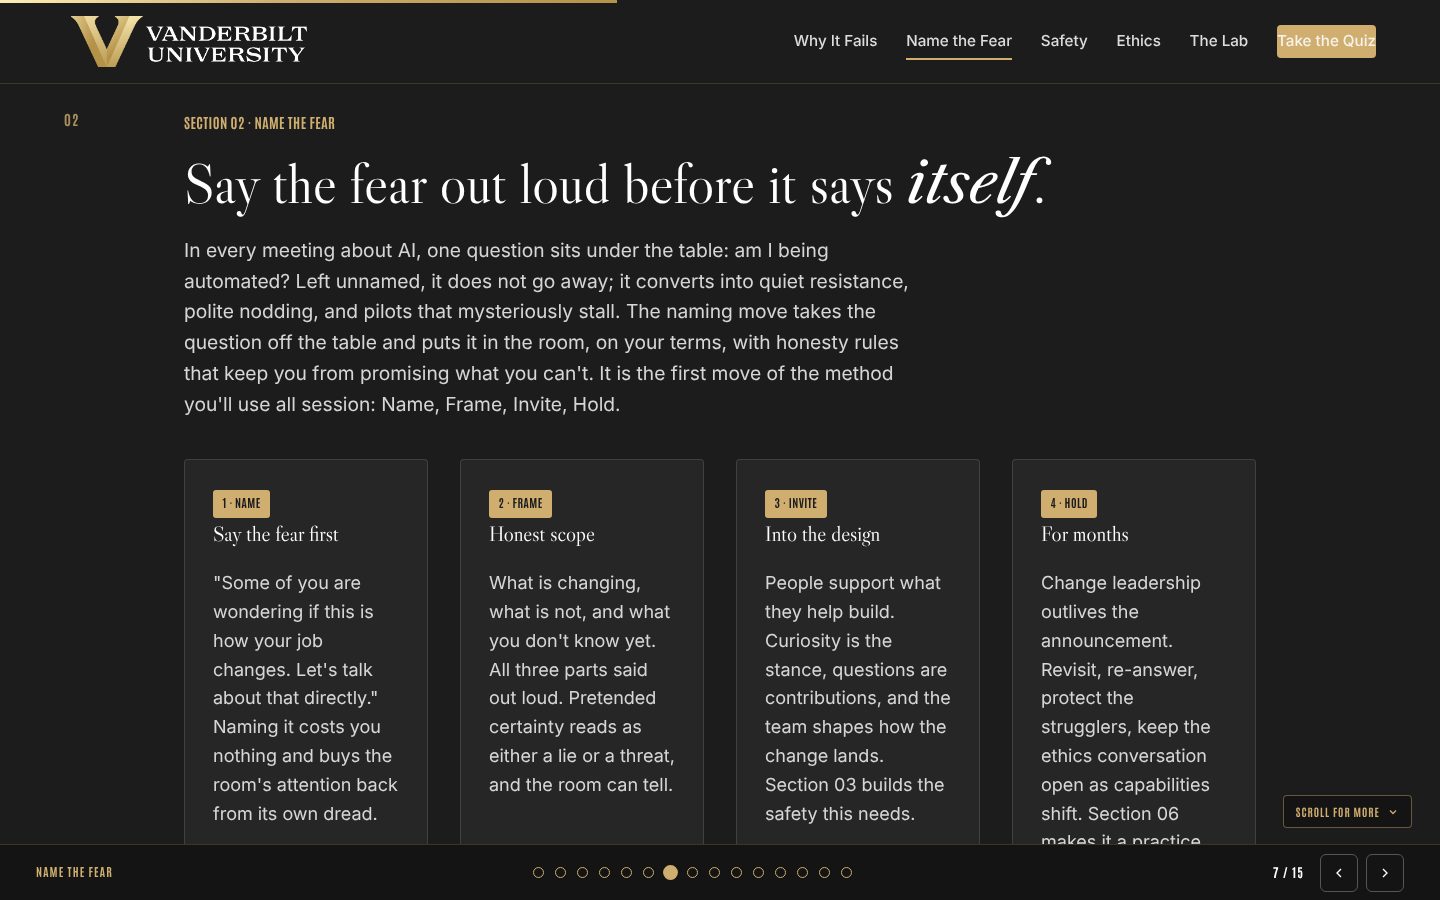 VANDERBILT
UNIVERSITY
Why It Fails
Name the Fear
Safety
Ethics
The Lab
Take the Quiz
02
SECTION 02 · NAME THE FEAR
Say the fear out loud before it says itself.
In every meeting about AI, one question sits under the table: am I being
automated? Left unnamed, it does not go away; it converts into quiet resistance,
polite nodding, and pilots that mysteriously stall. The naming move takes the
question off the table and puts it in the room, on your terms, with honesty rules
that keep you from promising what you can't. It is the first move of the method
you'll use all session: Name, Frame, Invite, Hold.
1 · NAME
Say the fear first
"Some of you are
wondering if this is
how your job
changes. Let's talk
about that directly."
Naming it costs you
nothing and buys the
room's attention back
from its own dread.
2 · FRAME
Honest scope
What is changing,
what is not, and what
you don't know yet.
All three parts said
out loud. Pretended
certainty reads as
either a lie or a threat,
and the room can tell.
3 · INVITE
Into the design
People support what
they help build.
Curiosity is the
stance, questions are
contributions, and the
team shapes how the
change lands.
Section 03 builds the
safety this needs.
4 · HOLD
For months
Change leadership
outlives the
announcement.
Revisit, re-answer,
protect the
strugglers, keep the
ethics conversation
open as capabilities
shift. Section 06
makes it a practice
SCROLL FOR MORE
NAME THE FEAR
7 / 15